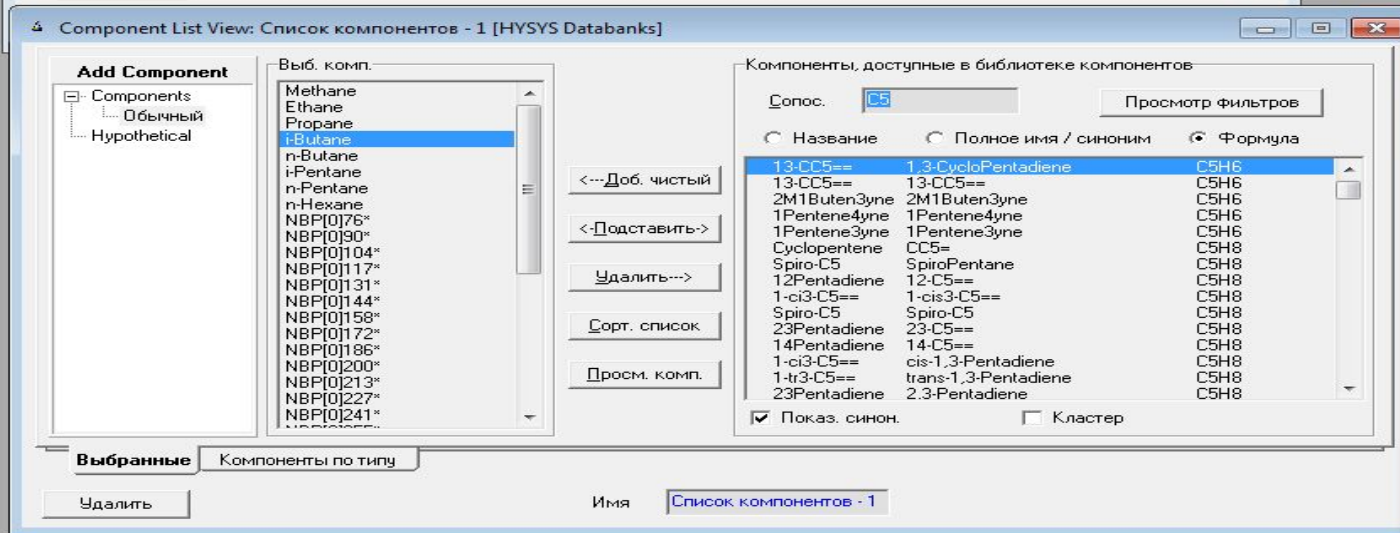 Component List View: Список компонентов - 1 [HYSYS Databanks]
Add Component
Components
Обычный
Hypothetical
Выб. комп.
Methane
Ethane
Propane
i-Butane
n-Butane
i-Pentane
n-Pentane
n-Hexane
NBP[0]76*
NBP[0]90*
NBP[0]104*
NBP[0]117*
NBP[0]131*
NBP[0]144*
NBP[0]158*
NBP[0]172*
NBP[0]186*
NBP[0]200*
NBP[0]213*
NBP[0]227*
NBP[0]241*
<---Доб. чистый
<-Подставить->
Удалить--->
Сорт. список
Просм. комп.
Компоненты, доступные в библиотеке компонентов
Сопос. C5 Просмотр фильтров
Название Полное имя / синоним Формула
13-CC5== 1,3-CycloPentadiene C5H6
13-CC5== 13-CC5== C5H6
2M1Buten3yne 2M1Buten3yne C5H6
1Pentene4yne 1Pentene4yne C5H6
1Pentene3yne 1Pentene3yne C5H6
Cyclopentene CC5= C5H8
Spiro-C5 SpiroPentane C5H8
12Pentadiene 12-C5== C5H8
1-ci3-C5== 1-cis3-C5== C5H8
Spiro-C5 Spiro-C5 C5H8
23Pentadiene 23-C5== C5H8
14Pentadiene 14-C5== C5H8
1-ci3-C5== cis-1,3-Pentadiene C5H8
1-tr3-C5== trans-1,3-Pentadiene C5H8
23Pentadiene 2,3-Pentadiene C5H8
Показ. синон. Кластер
Выбранные Компоненты по типу
Удалить Имя Список компонентов - 1